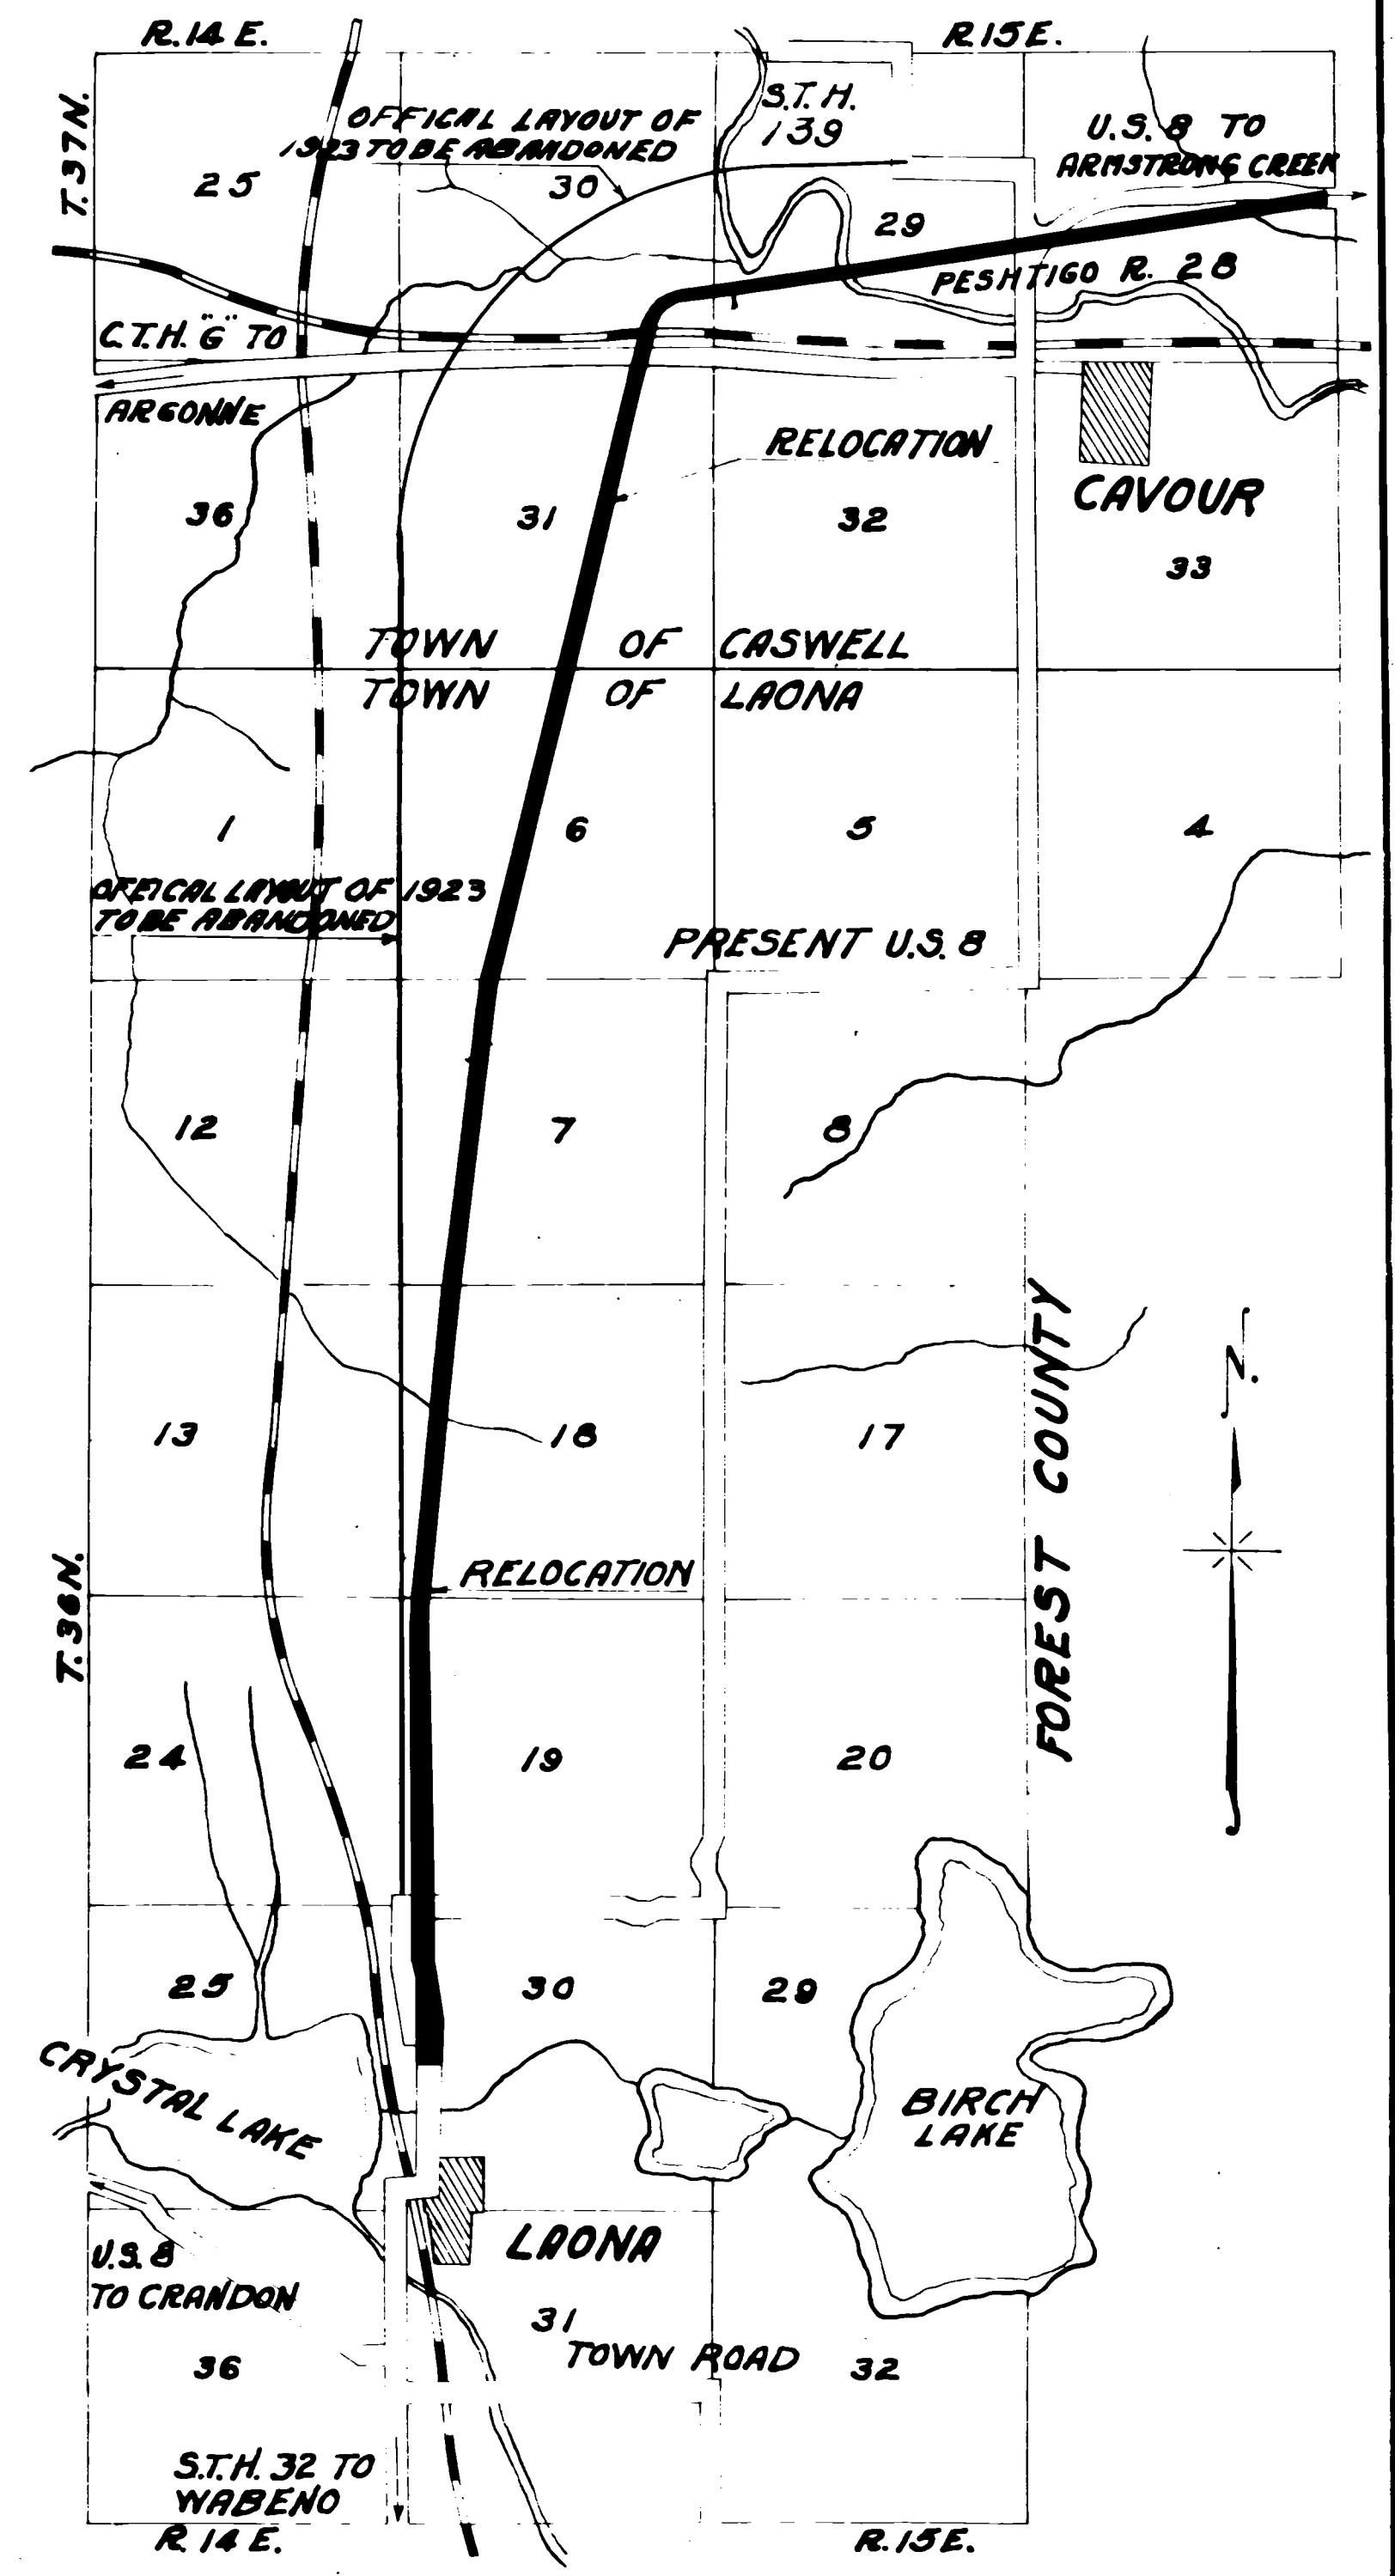 R. 14 E.
R. 15 E.
T. 37 N.
OFFICAL LAYOUT OF
1923 TO BE ABANDONED
S.T.H.
139
U.S. 8 TO
ARMSTRONG CREEK
25
30
29
PESHTIGO R.
28
C.T.H. "G" TO
ARGONNE
RELOCATION
CAVOUR
36
31
32
33
TOWN OF CASWELL
TOWN OF LAONA
1
6
5
4
OFFICAL LAYOUT OF 1923
TO BE ABANDONED
PRESENT U.S. 8
12
7
8
FOREST COUNTY
N.
13
18
17
RELOCATION
T. 36 N.
24
19
20
25
30
29
CRYSTAL LAKE
BIRCH
LAKE
LAONA
U.S. 8
TO CRANDON
31
TOWN ROAD
36
32
S.T.H. 32 TO
WABENO
R. 14 E.
R. 15 E.